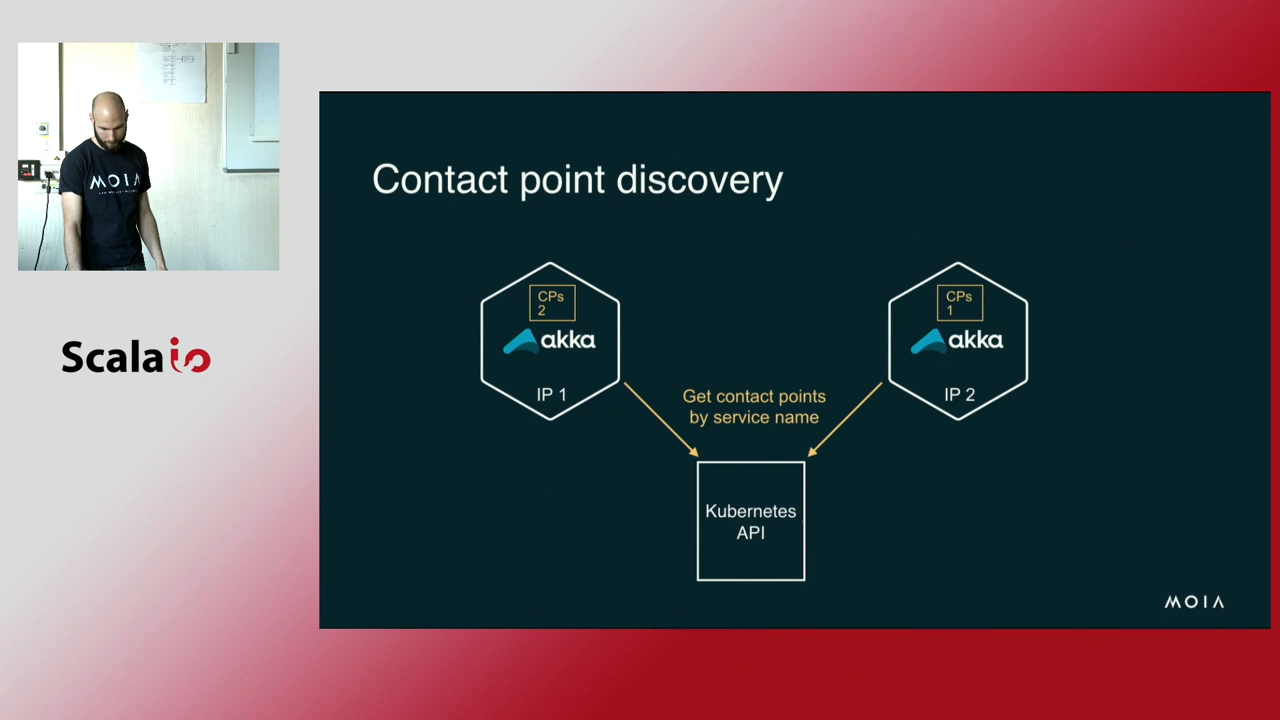 MOIA
Scala io
Contact point discovery
CPs
2
akka
IP 1
CPs
1
akka
IP 2
Get contact points
by service name
Kubernetes
API
MOIA